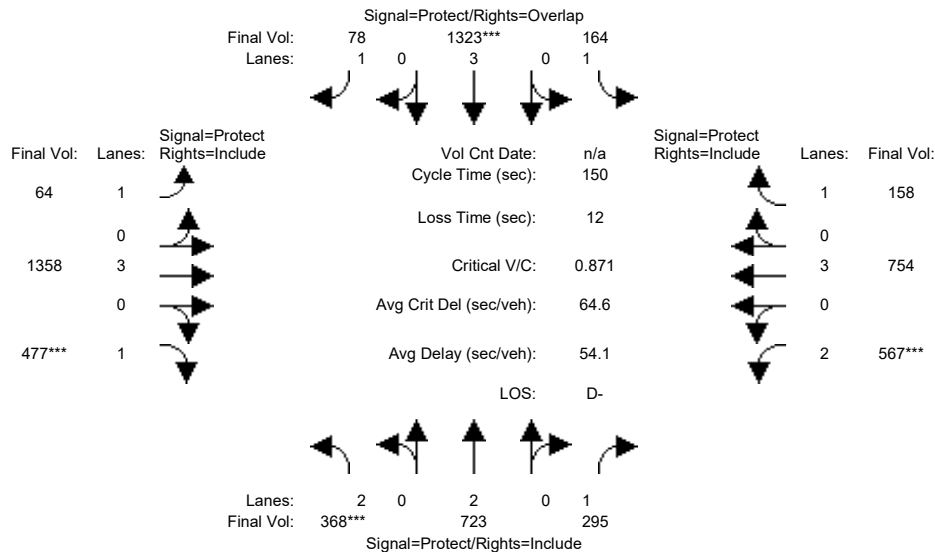 Signal=Protect/Rights=Overlap
Final Vol: 78 1323*** 164
Lanes: 1 0 3 0 1
Signal=Protect Signal=Protect
Final Vol: Lanes: Rights=Include Vol Cnt Date: n/a Rights=Include Lanes: Final Vol:
Cycle Time (sec): 150
64 1 1 158
Loss Time (sec): 12
0 0
1358 3 Critical V/C: 0.871 3 754
0 Avg Crit Del (sec/veh): 64.6 0
477*** 1 Avg Delay (sec/veh): 54.1 2 567***
LOS: D-
Lanes: 2 0 2 0 1
Final Vol: 368*** 723 295
Signal=Protect/Rights=Include